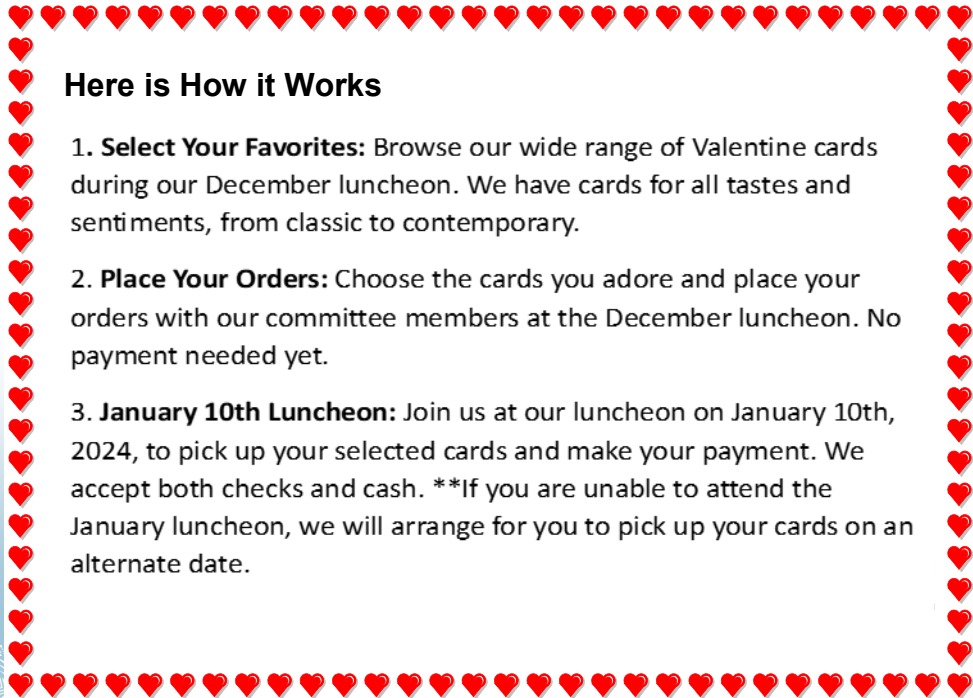 Here is How it Works
1. Select Your Favorites: Browse our wide range of Valentine cards
during our December luncheon. We have cards for all tastes and
sentiments, from classic to contemporary.
2. Place Your Orders: Choose the cards you adore and place your
orders with our committee members at the December luncheon. No
payment needed yet.
3. January 10th Luncheon: Join us at our luncheon on January 10th,
2024, to pick up your selected cards and make your payment. We
accept both checks and cash. **If you are unable to attend the
January luncheon, we will arrange for you to pick up your cards on an
alternate date.